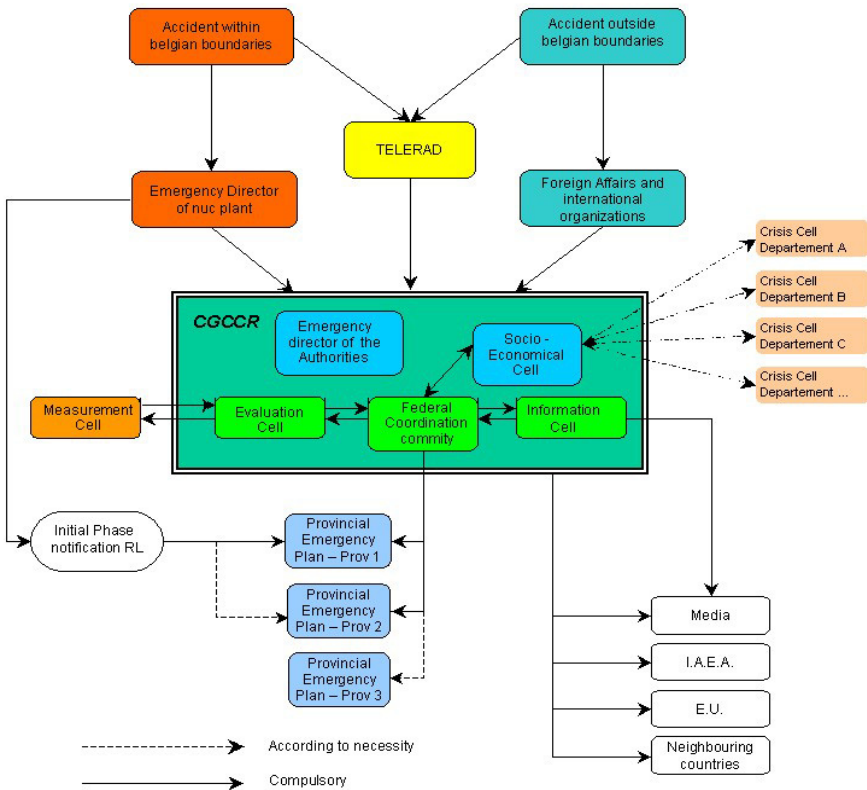 Accident within
belgian boundaries
Accident outside
belgian boundaries
TELERAD
Emergency Director
of nuc plant
Foreign Affairs and
international
organizations
Crisis Cell
Departement A
Crisis Cell
Departement B
Crisis Cell
Departement C
Crisis Cell
Departement ...
CGCCR
Emergency
director of the
Authorities
Socio -
Economical
Cell
Measurement
Cell
Evaluation
Cell
Federal
Coordination
commity
Information
Cell
Initial Phase
notification RL
Provincial
Emergency
Plan – Prov 1
Provincial
Emergency
Plan – Prov 2
Provincial
Emergency
Plan – Prov 3
Media
I.A.E.A.
E.U.
Neighbouring
countries
According to necessity
Compulsory